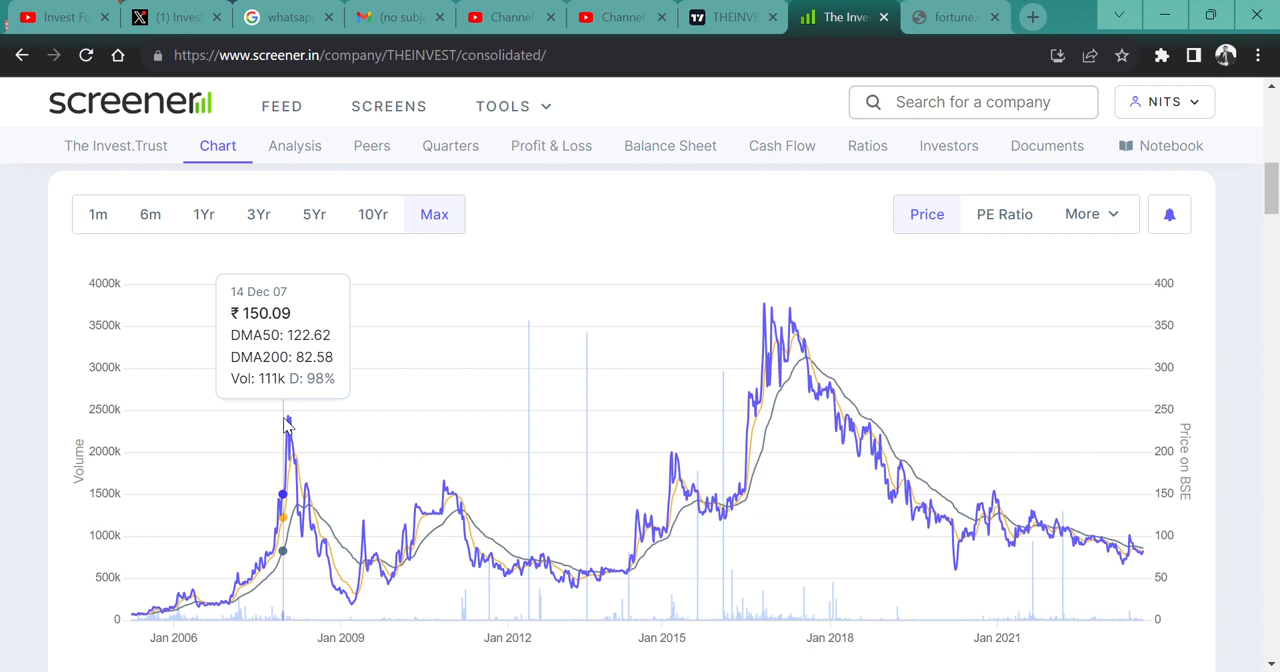 Invest Fo
(1) Invest
whatsap
(no subje
Channel
Channel
THEINVE
The Inve
fortune.c
https://www.screener.in/company/THEINVEST/consolidated/
screener
FEED
SCREENS
TOOLS
Search for a company
NITS
The Invest.Trust
Chart
Analysis
Peers
Quarters
Profit & Loss
Balance Sheet
Cash Flow
Ratios
Investors
Documents
Notebook
1m
6m
1Yr
3Yr
5Yr
10Yr
Max
Price
PE Ratio
More
14 Dec 07
₹ 150.09
DMA50: 122.62
DMA200: 82.58
Vol: 111k D: 98%
4000k
3500k
3000k
2500k
2000k
1500k
1000k
500k
0
Volume
400
350
300
250
200
150
100
50
0
Price on BSE
Jan 2006
Jan 2009
Jan 2012
Jan 2015
Jan 2018
Jan 2021